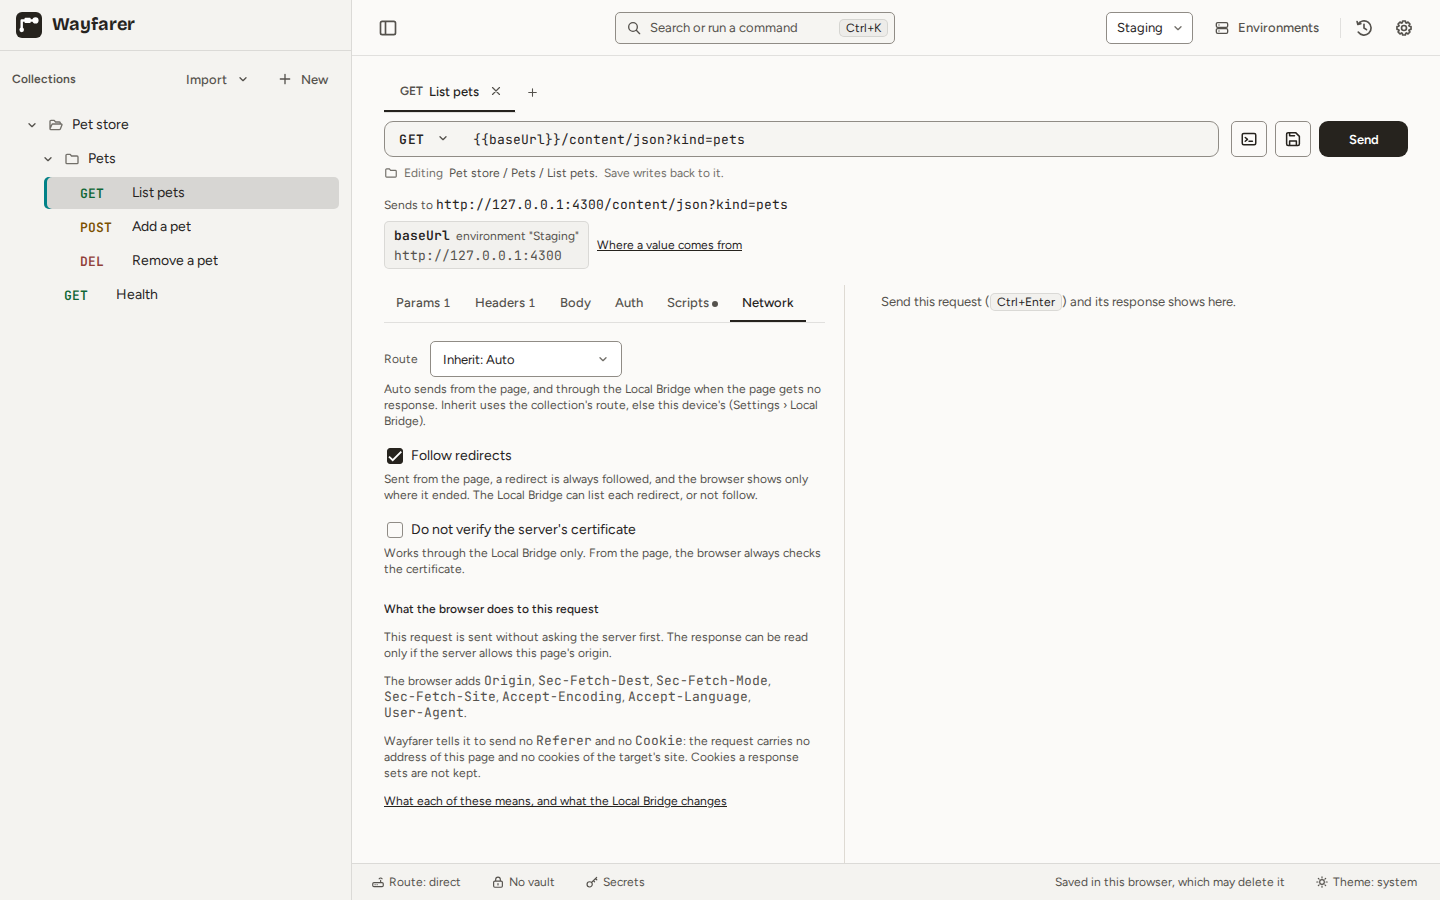 Wayfarer
Search or run a command
Ctrl+K
Staging
Environments
Collections
Import
New
GET List pets
Pet store
Pets
GET List pets
POST Add a pet
DEL Remove a pet
GET Health
GET
{{baseUrl}}/content/json?kind=pets
Send
Editing Pet store / Pets / List pets. Save writes back to it.
Sends to http://127.0.0.1:4300/content/json?kind=pets
baseUrl environment "Staging"
http://127.0.0.1:4300
Where a value comes from
Params 1
Headers 1
Body
Auth
Scripts
Network
Send this request (Ctrl+Enter) and its response shows here.
Route
Inherit: Auto
Auto sends from the page, and through the Local Bridge when the page gets no
response. Inherit uses the collection's route, else this device's (Settings › Local
Bridge).
Follow redirects
Sent from the page, a redirect is always followed, and the browser shows only
where it ended. The Local Bridge can list each redirect, or not follow.
Do not verify the server's certificate
Works through the Local Bridge only. From the page, the browser always checks
the certificate.
What the browser does to this request
This request is sent without asking the server first. The response can be read
only if the server allows this page's origin.
The browser adds Origin, Sec-Fetch-Dest, Sec-Fetch-Mode,
Sec-Fetch-Site, Accept-Encoding, Accept-Language,
User-Agent.
Wayfarer tells it to send no Referer and no Cookie: the request carries no
address of this page and no cookies of the target's site. Cookies a response
sets are not kept.
What each of these means, and what the Local Bridge changes
Route: direct
No vault
Secrets
Saved in this browser, which may delete it
Theme: system